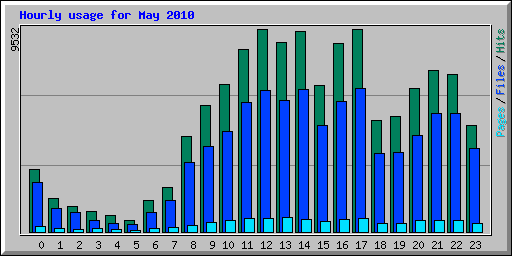 Hourly usage for May 2010
9532
Pages/Files/Hits
0 1 2 3 4 5 6 7 8 9 10 11 12 13 14 15 16 17 18 19 20 21 22 23